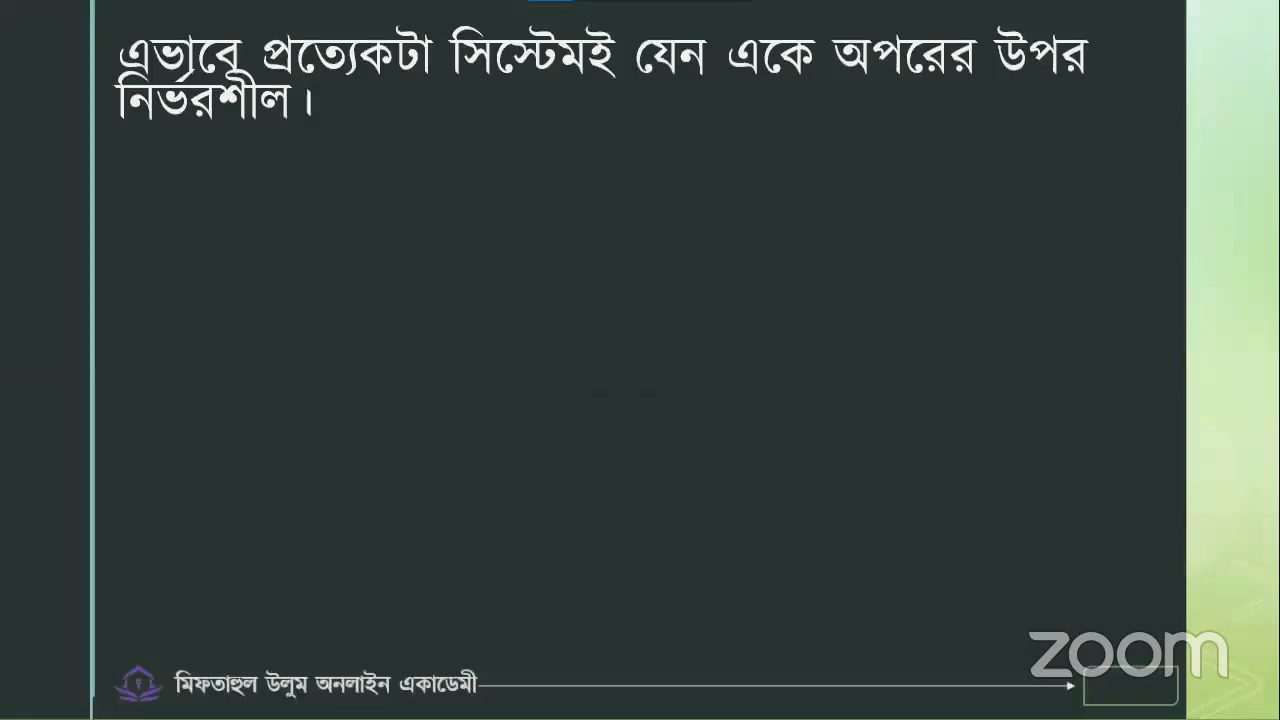 এভাবে প্রত্যেকটা সিস্টেমই যেন একে অপরের উপর
নির্ভরশীল।
zoom
মিফতাহুল উলুম অনলাইন একাডেমী